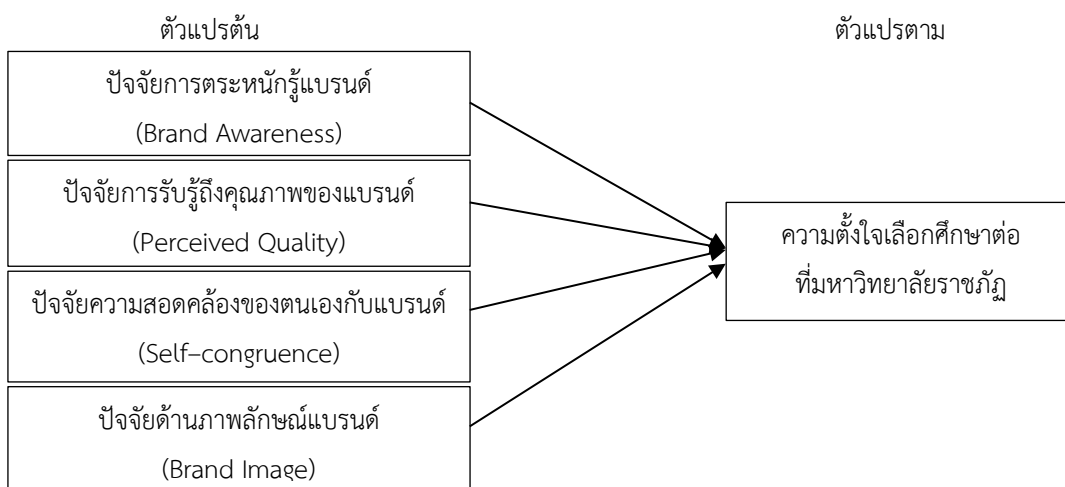 ตัวแปรต้น
ตัวแปรตาม
ปัจจัยการตระหนักรู้แบรนด์
(Brand Awareness)
ปัจจัยการรับรู้ถึงคุณภาพของแบรนด์
(Perceived Quality)
ปัจจัยความสอดคล้องของตนเองกับแบรนด์
(Self–congruence)
ปัจจัยด้านภาพลักษณ์แบรนด์
(Brand Image)
ความตั้งใจเลือกศึกษาต่อ
ที่มหาวิทยาลัยราชภัฏ